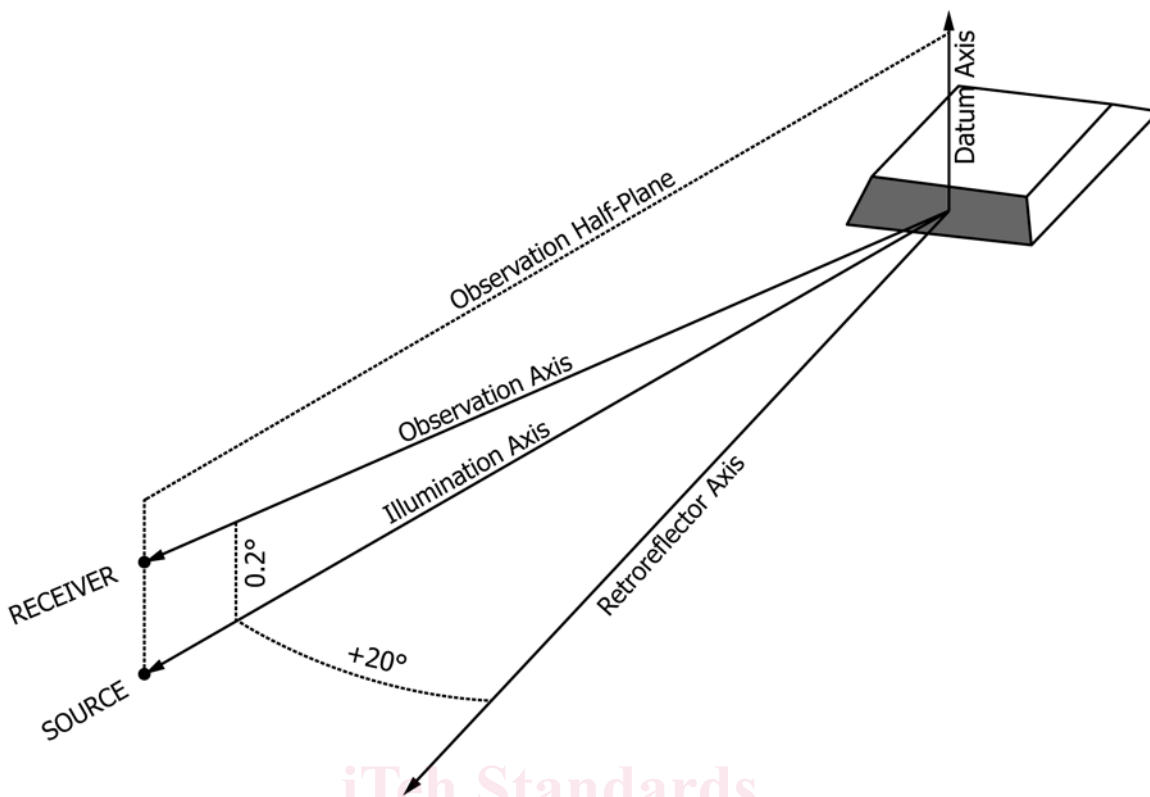 Datum Axis
Observation Half-Plane
Observation Axis
Illumination Axis
Retroreflector Axis
RECEIVER
0.2°
SOURCE
+20°
iTeh Standards